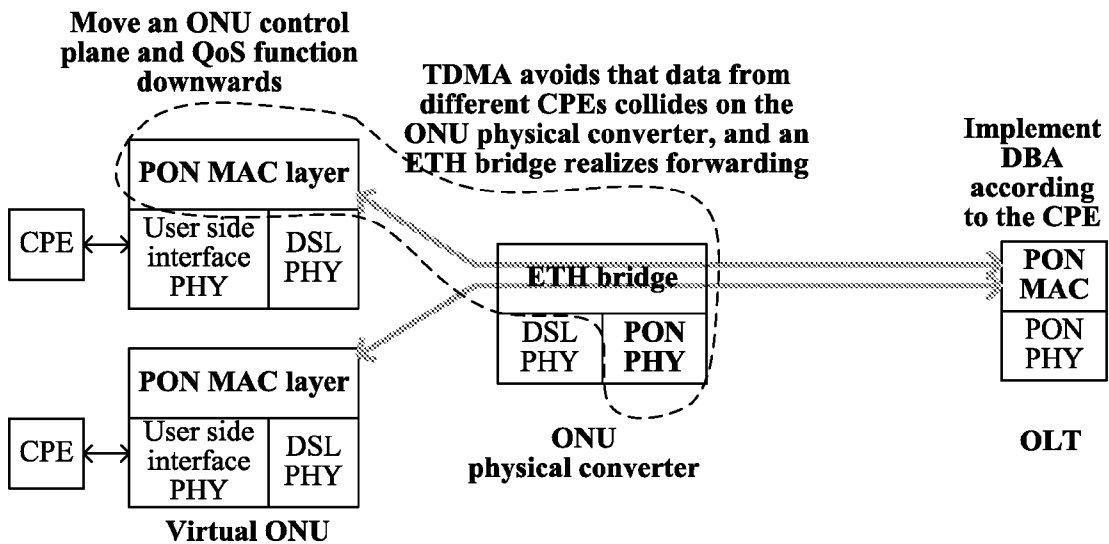 Move an ONU control
plane and QoS function
downwards
TDMA avoids that data from
different CPEs collides on the
ONU physical converter, and an
ETH bridge realizes forwarding
Implement
DBA
according
to the CPE
PON MAC layer
CPE
User side
interface
PHY
DSL
PHY
ETH bridge
DSL
PHY
PON
PHY
PON
MAC
PON
PHY
PON MAC layer
CPE
User side
interface
PHY
DSL
PHY
ONU
physical converter
OLT
Virtual ONU